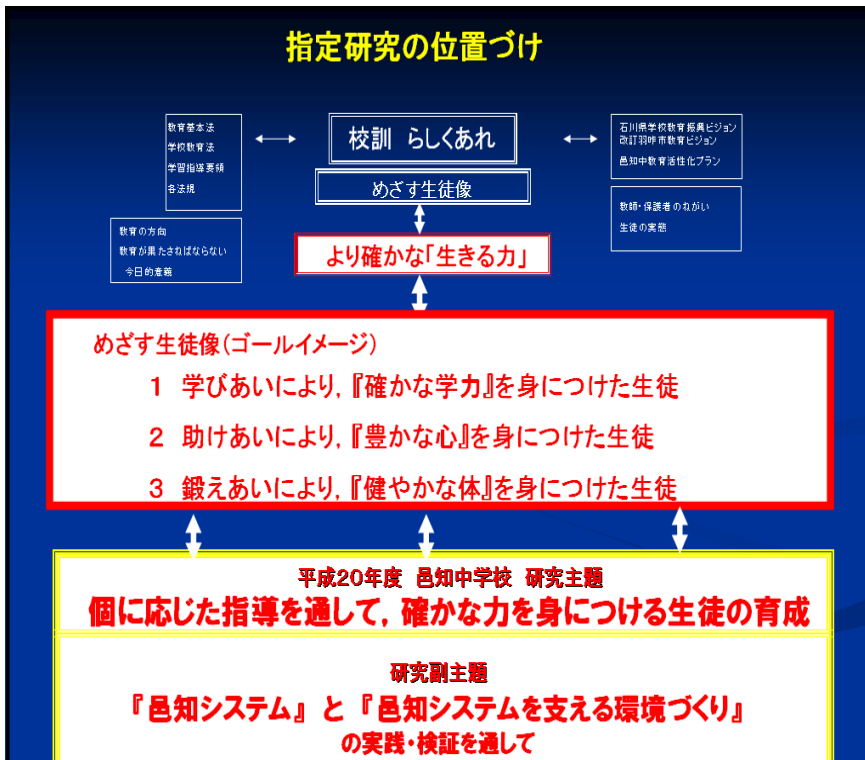 指定研究の位置づけ
教育基本法
学校教育法
学習指導要領
各法規
校訓 らしくあれ
めざす生徒像
石川県学校教育振興ビジョン
改訂羽咋市教育ビジョン
邑知中教育活性化プラン
教育の方向
教育が果たさねばならない
今日的意義
教師・保護者のねがい
生徒の実態
より確かな「生きる力」
めざす生徒像(ゴールイメージ)
1 学びあいにより,『確かな学力』を身につけた生徒
2 助けあいにより,『豊かな心』を身につけた生徒
3 鍛えあいにより,『健やかな体』を身につけた生徒
平成20年度 邑知中学校 研究主題
個に応じた指導を通して, 確かな力を身につける生徒の育成
研究副主題
『邑知システム』 と 『邑知システムを支える環境づくり』
の実践・検証を通して